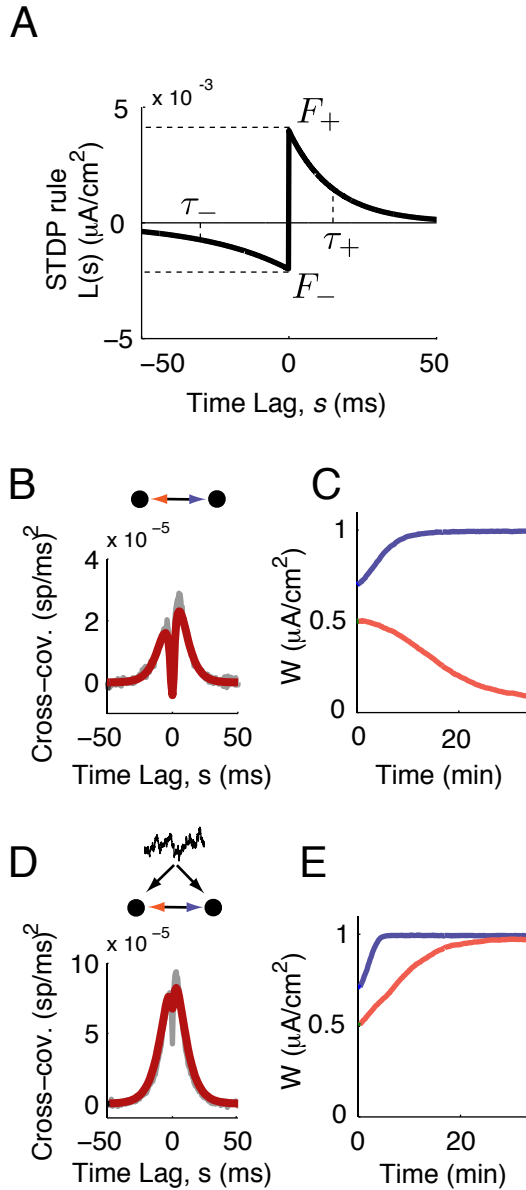 A
x 10 -3
5
F+
STDP rule
L(s) (μA/cm2)
τ−
0
τ+
F−
−5
−50
0
50
Time Lag, s (ms)
B
x 10 -5
4
2
0
Cross−cov. (sp/ms)2
−50
0
50
Time Lag, s (ms)
C
1
0.5
0
W (μA/cm2)
0
20
Time (min)
D
x 10 -5
10
5
0
Cross−cov. (sp/ms)2
−50
0
50
Time Lag, s (ms)
E
1
0.5
0
W (μA/cm2)
0
20
Time (min)